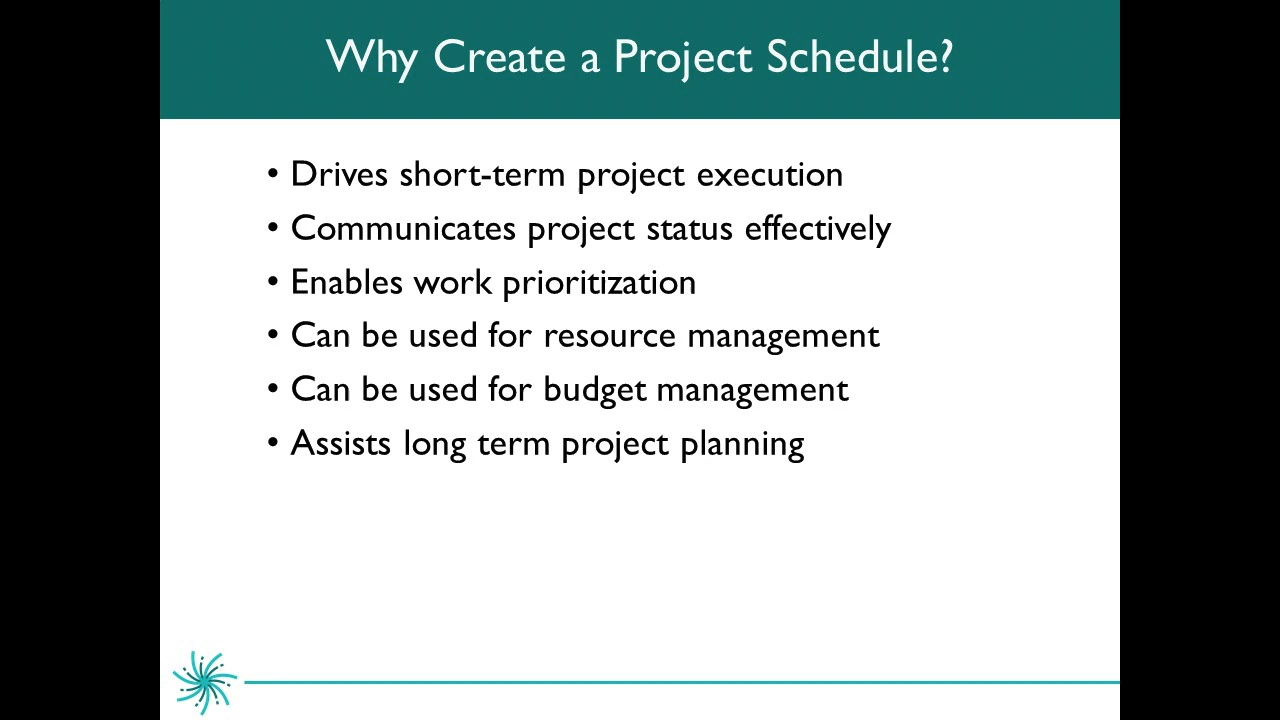 Why Create a Project Schedule?
• Drives short-term project execution
• Communicates project status effectively
• Enables work prioritization
• Can be used for resource management
• Can be used for budget management
• Assists long term project planning